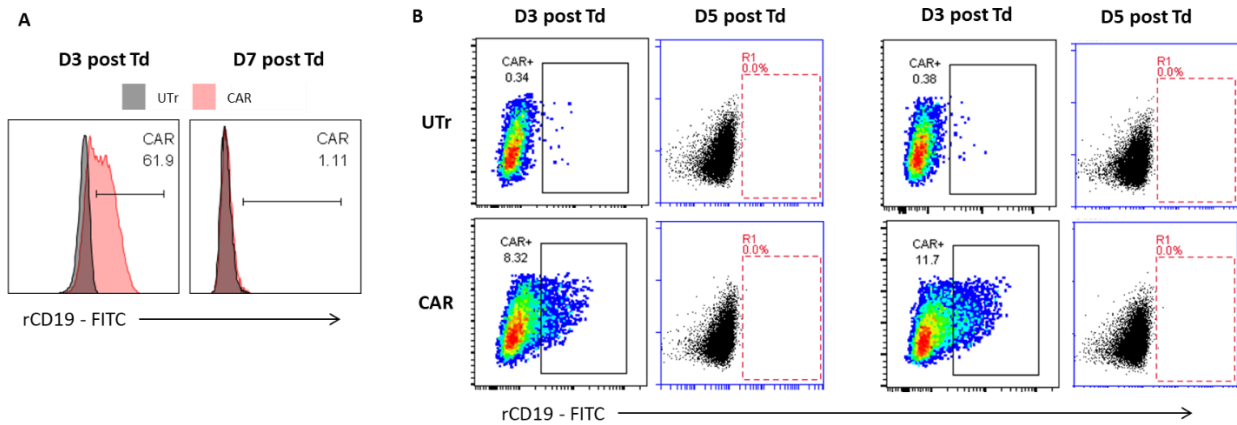 A
D3 post Td
D7 post Td
UTr
CAR
CAR
61.9
CAR
1.11
rCD19 - FITC
B
D3 post Td
D5 post Td
D3 post Td
D5 post Td
UTr
CAR+
0.34
R1
0.0%
CAR+
0.38
R1
0.0%
CAR
CAR+
8.32
R1
0.0%
CAR+
11.7
R1
0.0%
rCD19 - FITC